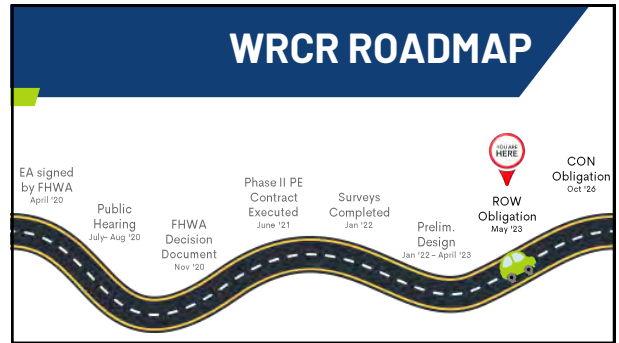 WRCR ROADMAP
EA signed
by FHWA
April '20
Public
Hearing
July- Aug '20
FHWA
Decision
Document
Nov '20
Phase II PE
Contract
Executed
June '21
Surveys
Completed
Jan '22
Prelim.
Design
Jan '22 - April '23
YOU ARE
HERE
ROW
Obligation
May '23
CON
Obligation
Oct '26